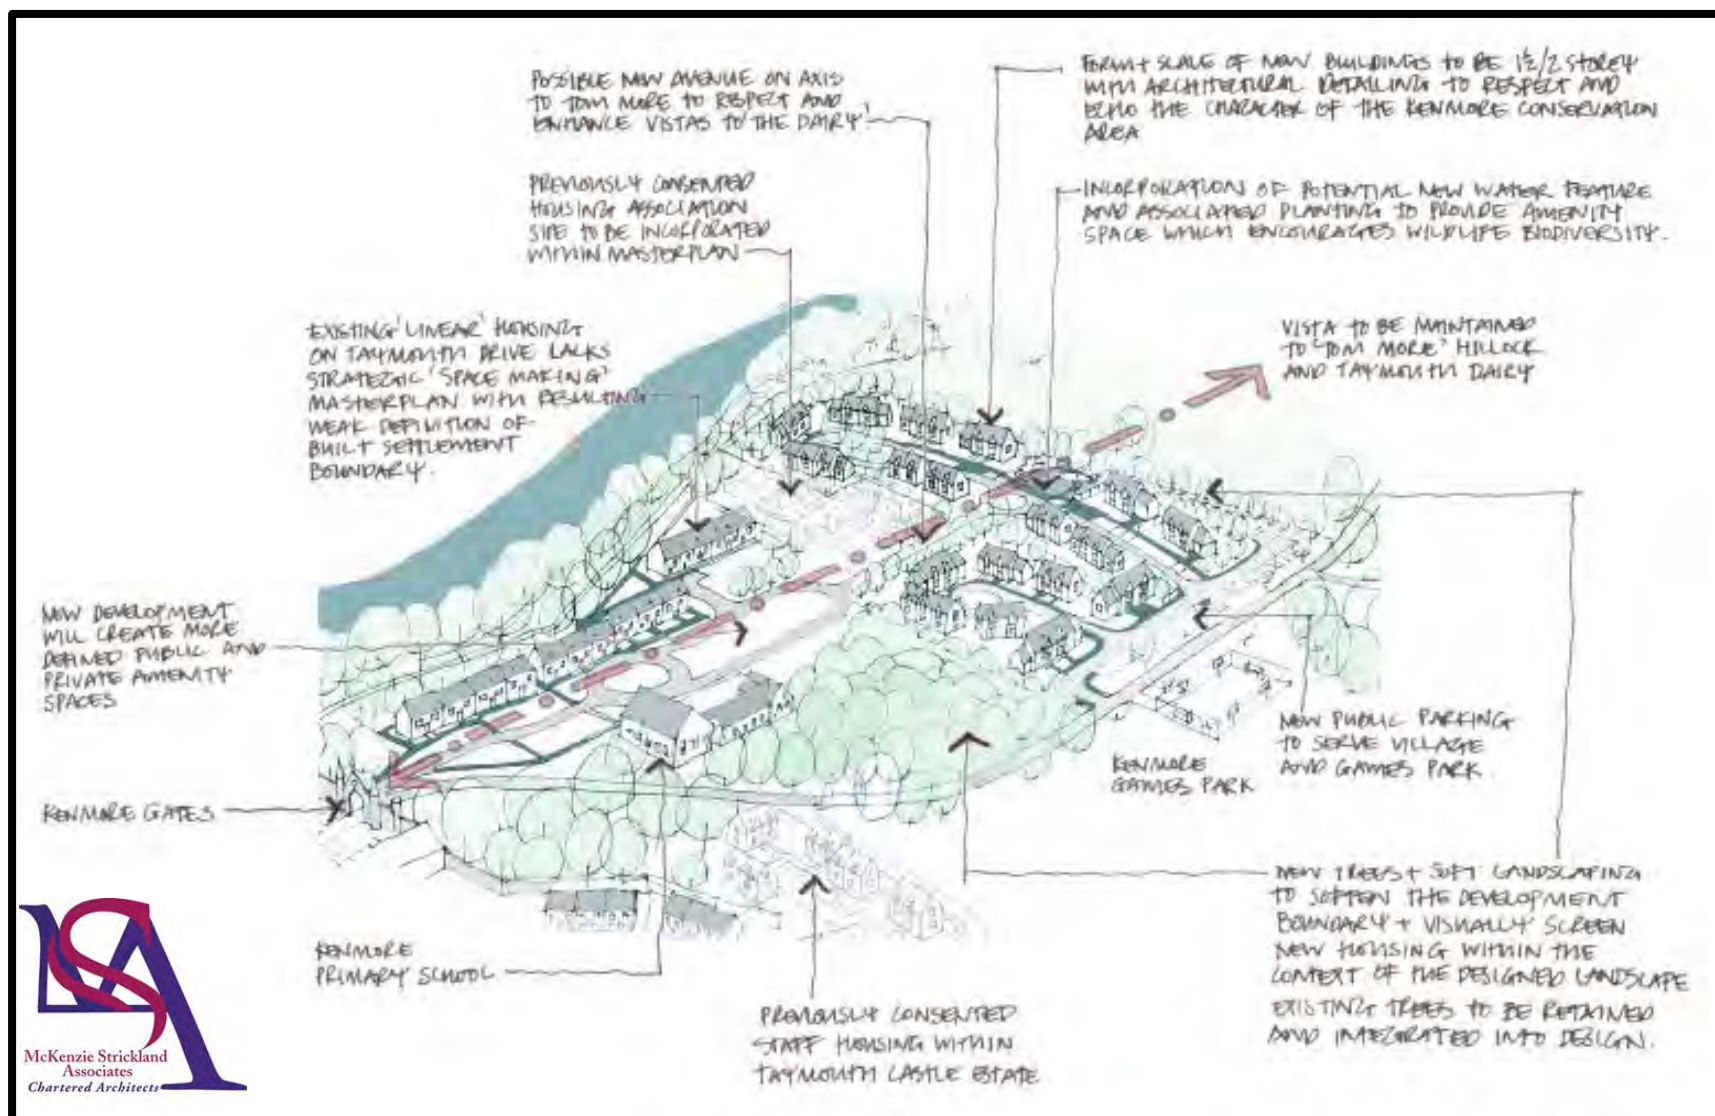 POSSIBLE NEW AVENUE ON AXIS
TO TOM MORE TO RESPECT AND
ENHANCE VISTAS TO 'THE DAIRY'
FORM + SCALE OF NEW BUILDINGS TO BE 1½/2 STOREY
WITH ARCHITECTURAL DETAILING TO RESPECT AND
ECHO THE CHARACTER OF THE KENMORE CONSERVATION
AREA
PREVIOUSLY CONSENTED
HOUSING ASSOCIATION
SITE TO BE INCORPORATED
WITHIN MASTERPLAN
INCORPORATION OF POTENTIAL NEW WATER FEATURE
AND ASSOCIATED PLANTING TO PROVIDE AMENITY
SPACE WHICH ENCOURAGES WILDLIFE BIODIVERSITY.
EXISTING 'LINEAR' HOUSING
ON TAYMOUTH DRIVE LACKS
STRATEGIC 'SPACE MAKING'
MASTERPLAN WITH RESULTING
WEAK DEFINITION OF
BUILT SETTLEMENT
BOUNDARY.
VISTA TO BE MAINTAINED
TO 'TOM MORE' HILLOCK
AND TAYMOUTH DAIRY
NEW DEVELOPMENT
WILL CREATE MORE
DEFINED PUBLIC AND
PRIVATE AMENITY
SPACES
KENMORE GATES
KENMORE
PRIMARY SCHOOL
PREVIOUSLY CONSENTED
STAFF HOUSING WITHIN
TAYMOUTH CASTLE ESTATE
KENMORE
GAMES PARK
NEW PUBLIC PARKING
TO SERVE VILLAGE
AND GAMES PARK.
NEW TREES + SOFT LANDSCAPING
TO SOFTEN THE DEVELOPMENT
BOUNDARY + VISUALLY SCREEN
NEW HOUSING WITHIN THE
CONTEXT OF THE DESIGNED LANDSCAPE
EXISTING TREES TO BE RETAINED
AND INTEGRATED INTO DESIGN.
MSA
McKenzie Strickland
Associates
Chartered Architects